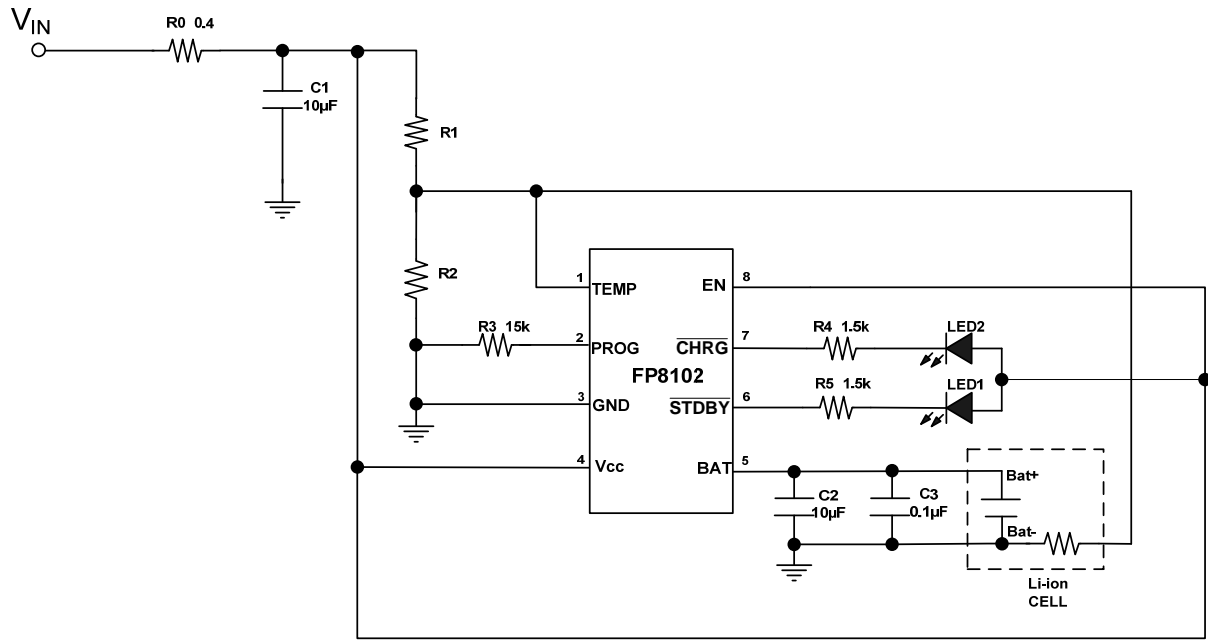 VIN
R0 0.4
C1
10µF
R1
R2
1
TEMP
EN
8
R3 15k
2
PROG
CHRG
7
R4 1.5k
LED2
FP8102
3
GND
STDBY
6
R5 1.5k
LED1
4
Vcc
BAT
5
C2
10µF
C3
0.1µF
Bat+
Bat-
Li-ion
CELL